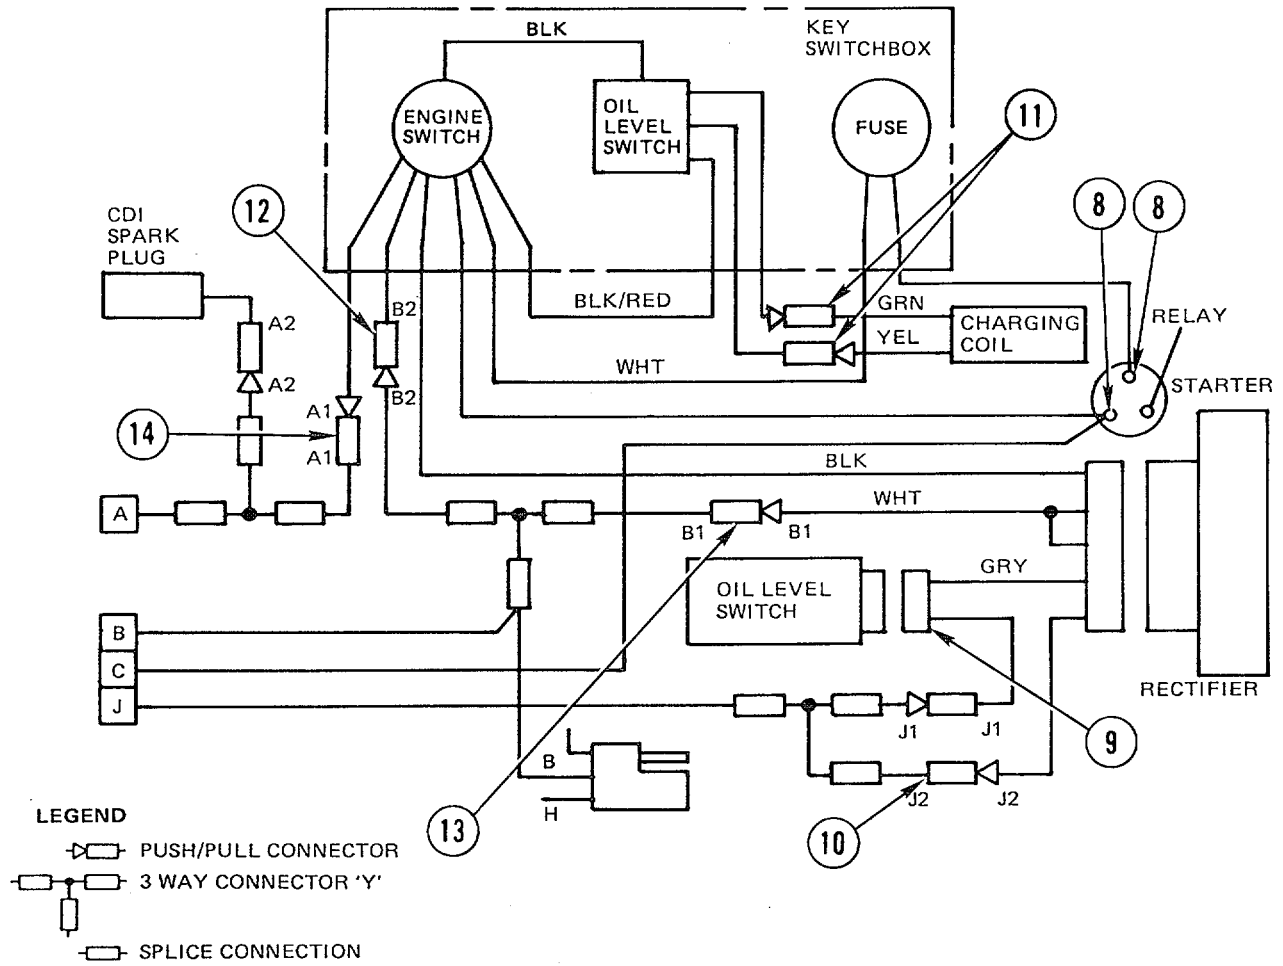 BLK
KEY
SWITCHBOX
ENGINE
SWITCH
OIL
LEVEL
SWITCH
FUSE
11
12
8
8
CDI
SPARK
PLUG
BLK/RED
GRN
YEL
CHARGING
COIL
RELAY
STARTER
WHT
A2
A2
B2
B2
A1
A1
14
BLK
WHT
A
B1
B1
GRY
OIL LEVEL
SWITCH
B
C
J
RECTIFIER
J1
J1
9
J2
J2
10
B
H
13
LEGEND
PUSH/PULL CONNECTOR
3 WAY CONNECTOR 'Y'
SPLICE CONNECTION